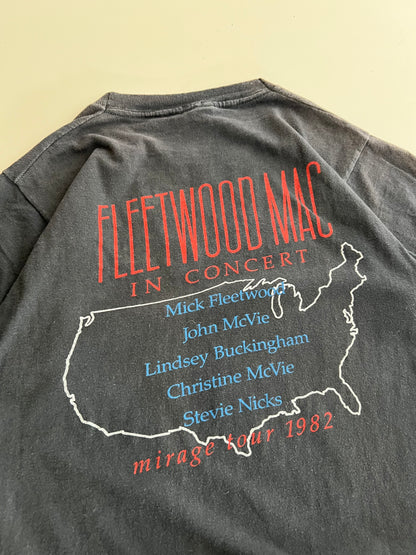 FLEETWOOD MAC
IN CONCERT
Mick Fleetwood
John McVie
Lindsey Buckingham
Christine McVie
Stevie Nicks
mirage tour 1982